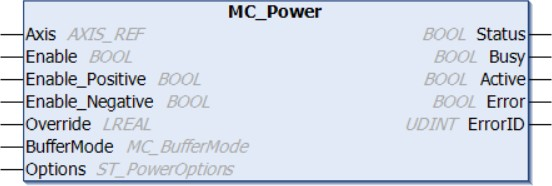 MC_Power
Axis AXIS_REF BOOL Status
Enable BOOL BOOL Busy
Enable_Positive BOOL BOOL Active
Enable_Negative BOOL BOOL Error
Override LREAL UDINT ErrorID
BufferMode MC_BufferMode
Options ST_PowerOptions